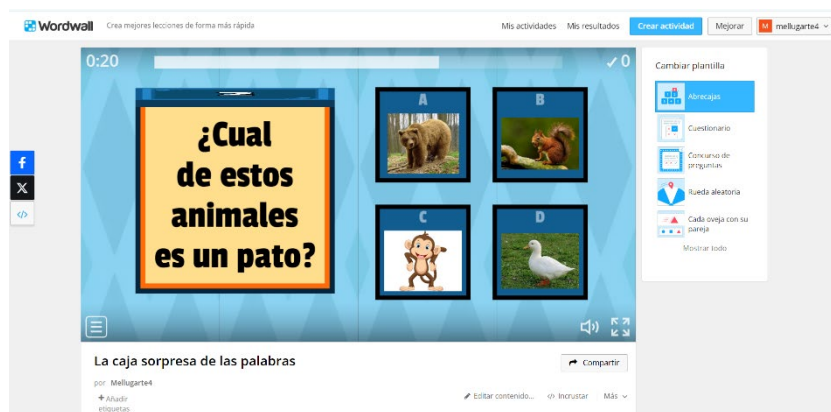 Wordwall Crea mejores lecciones de forma más rápida Mis actividades Mis resultados Crear actividad Mejorar M mellugarte4
0:20 ✓ 0
¿Cual
de estos
animales
es un pato?
A
B
C
D
Cambiar plantilla
Abrecajas
Cuestionario
Concurso de
preguntas
Rueda aleatoria
Cada oveja con su
pareja
Mostrar todo
La caja sorpresa de las palabras
Compartir
por Mellugarte4
+ Añadir
etiquetas
Editar contenido... </> Incrustar Más